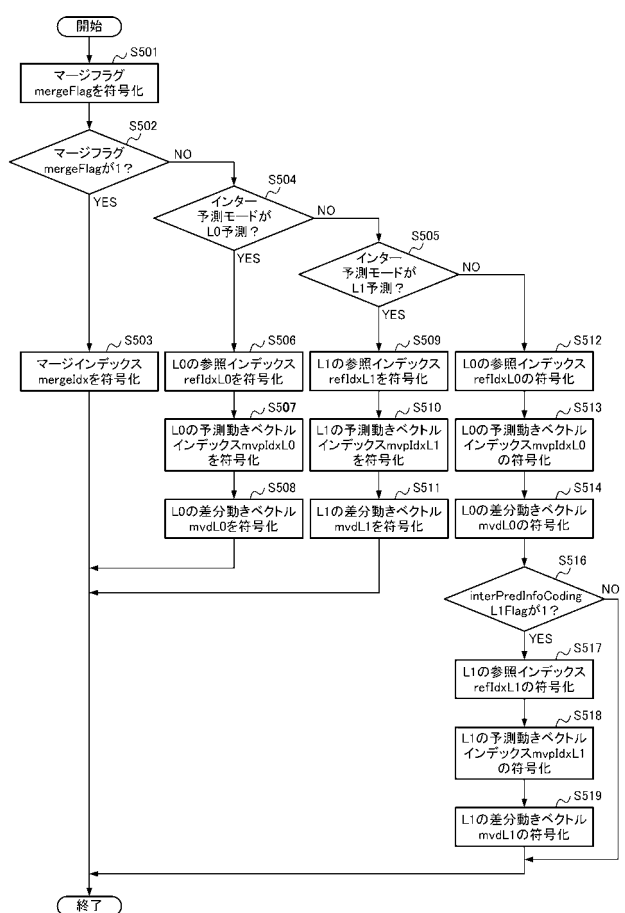 開始
S501
マージフラグ
mergeFlagを符号化
S502
マージフラグ
mergeFlagが1？
NO
YES
S504
インター
予測モードが
L0予測？
NO
YES
S505
インター
予測モードが
L1予測？
NO
YES
S503
マージインデックス
mergeIdxを符号化
S506
L0の参照インデックス
refIdxL0を符号化
S509
L1の参照インデックス
refIdxL1を符号化
S512
L0の参照インデックス
refIdxL0の符号化
S507
L0の予測動きベクトル
インデックスmvpIdxL0
を符号化
S510
L1の予測動きベクトル
インデックスmvpIdxL1
を符号化
S513
L0の予測動きベクトル
インデックスmvpIdxL0
の符号化
S508
L0の差分動きベクトル
mvdL0を符号化
S511
L1の差分動きベクトル
mvdL1を符号化
S514
L0の差分動きベクトル
mvdL0の符号化
S516
interPredInfoCoding
L1Flagが1？
NO
YES
S517
L1の参照インデックス
refIdxL1の符号化
S518
L1の予測動きベクトル
インデックスmvpIdxL1
の符号化
S519
L1の差分動きベクトル
mvdL1の符号化
終了